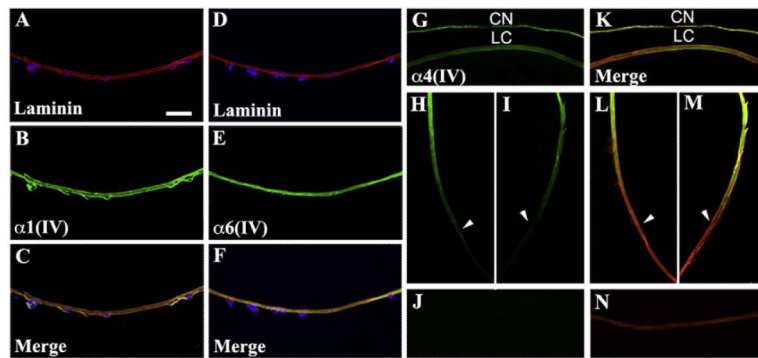 A
Laminin
D
Laminin
G
CN
LC
α4(IV)
K
CN
LC
Merge
B
α1(IV)
E
α6(IV)
H
I
L
M
C
Merge
F
Merge
J
N